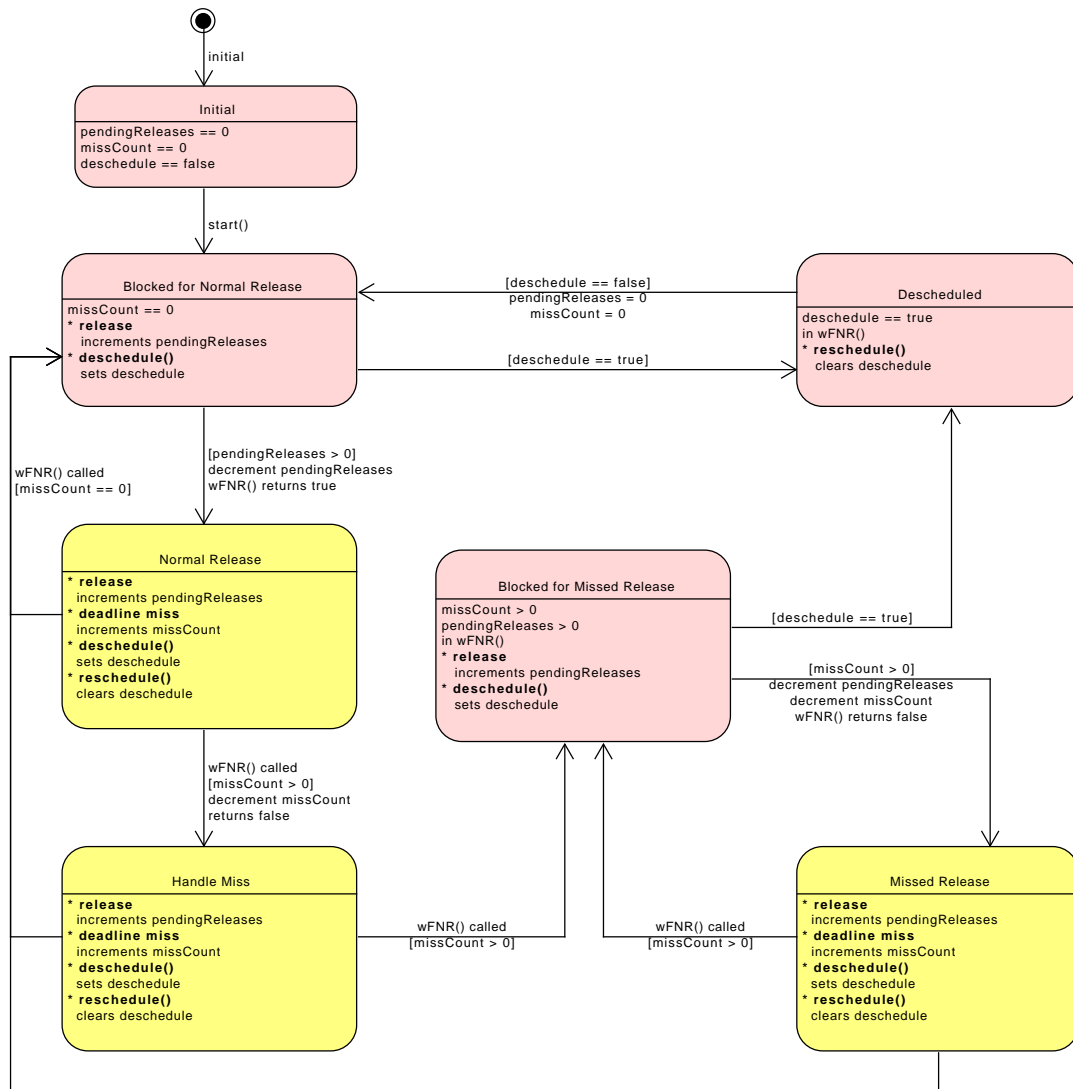 initial
Initial
pendingReleases == 0
missCount == 0
deschedule == false
start()
Blocked for Normal Release
missCount == 0
* release
increments pendingReleases
* deschedule()
sets deschedule
[deschedule == false]
pendingReleases = 0
missCount = 0
[deschedule == true]
Descheduled
deschedule == true
in wFNR()
* reschedule()
clears deschedule
wFNR() called
[missCount == 0]
[pendingReleases > 0]
decrement pendingReleases
wFNR() returns true
Normal Release
* release
increments pendingReleases
* deadline miss
increments missCount
* deschedule()
sets deschedule
* reschedule()
clears deschedule
Blocked for Missed Release
missCount > 0
pendingReleases > 0
in wFNR()
* release
increments pendingReleases
* deschedule()
sets deschedule
[deschedule == true]
[missCount > 0]
decrement pendingReleases
decrement missCount
wFNR() returns false
wFNR() called
[missCount > 0]
decrement missCount
returns false
Handle Miss
* release
increments pendingReleases
* deadline miss
increments missCount
* deschedule()
sets deschedule
* reschedule()
clears deschedule
wFNR() called
[missCount > 0]
wFNR() called
[missCount > 0]
Missed Release
* release
increments pendingReleases
* deadline miss
increments missCount
* deschedule()
sets deschedule
* reschedule()
clears deschedule